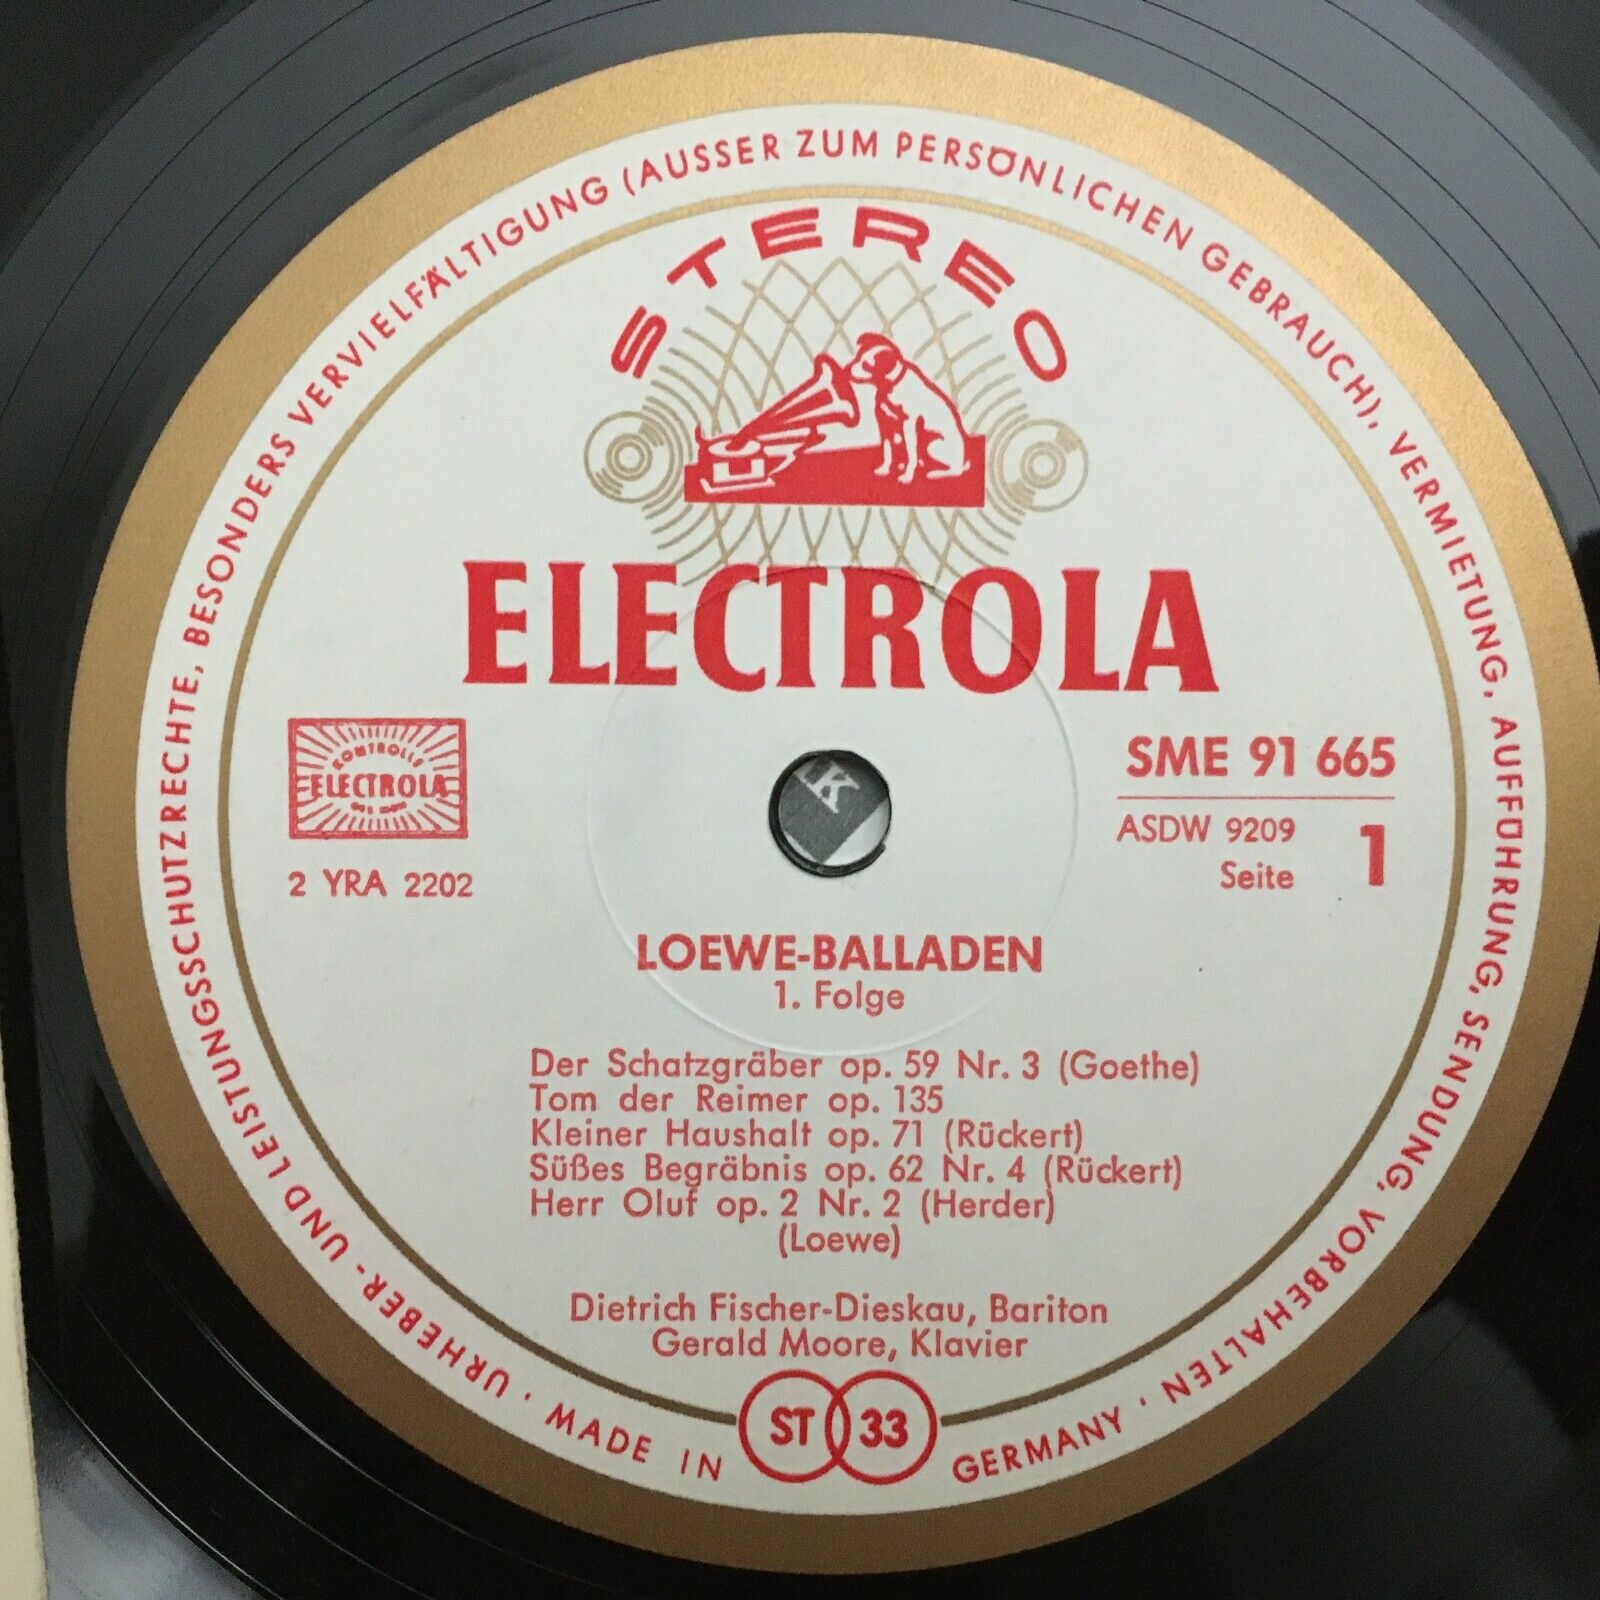 URHEBER- UND LEISTUNGSSCHUTZRECHTE, BESONDERS VERVIELFÄLTIGUNG (AUSSER ZUM PERSÖNLICHEN GEBRAUCH), VERMIETUNG, AUFFÜHRUNG, SENDUNG, VORBEHALTEN ·
STEREO
ELECTROLA
KONTROLLE
ELECTROLA
2 YRA 2202
SME 91 665
ASDW 9209
Seite 1
LOEWE-BALLADEN
1. Folge
Der Schatzgräber op. 59 Nr. 3 (Goethe)
Tom der Reimer op. 135
Kleiner Haushalt op. 71 (Rückert)
Süßes Begräbnis op. 62 Nr. 4 (Rückert)
Herr Oluf op. 2 Nr. 2 (Herder)
(Loewe)
Dietrich Fischer-Dieskau, Bariton
Gerald Moore, Klavier
ST 33
· MADE IN GERMANY
LK